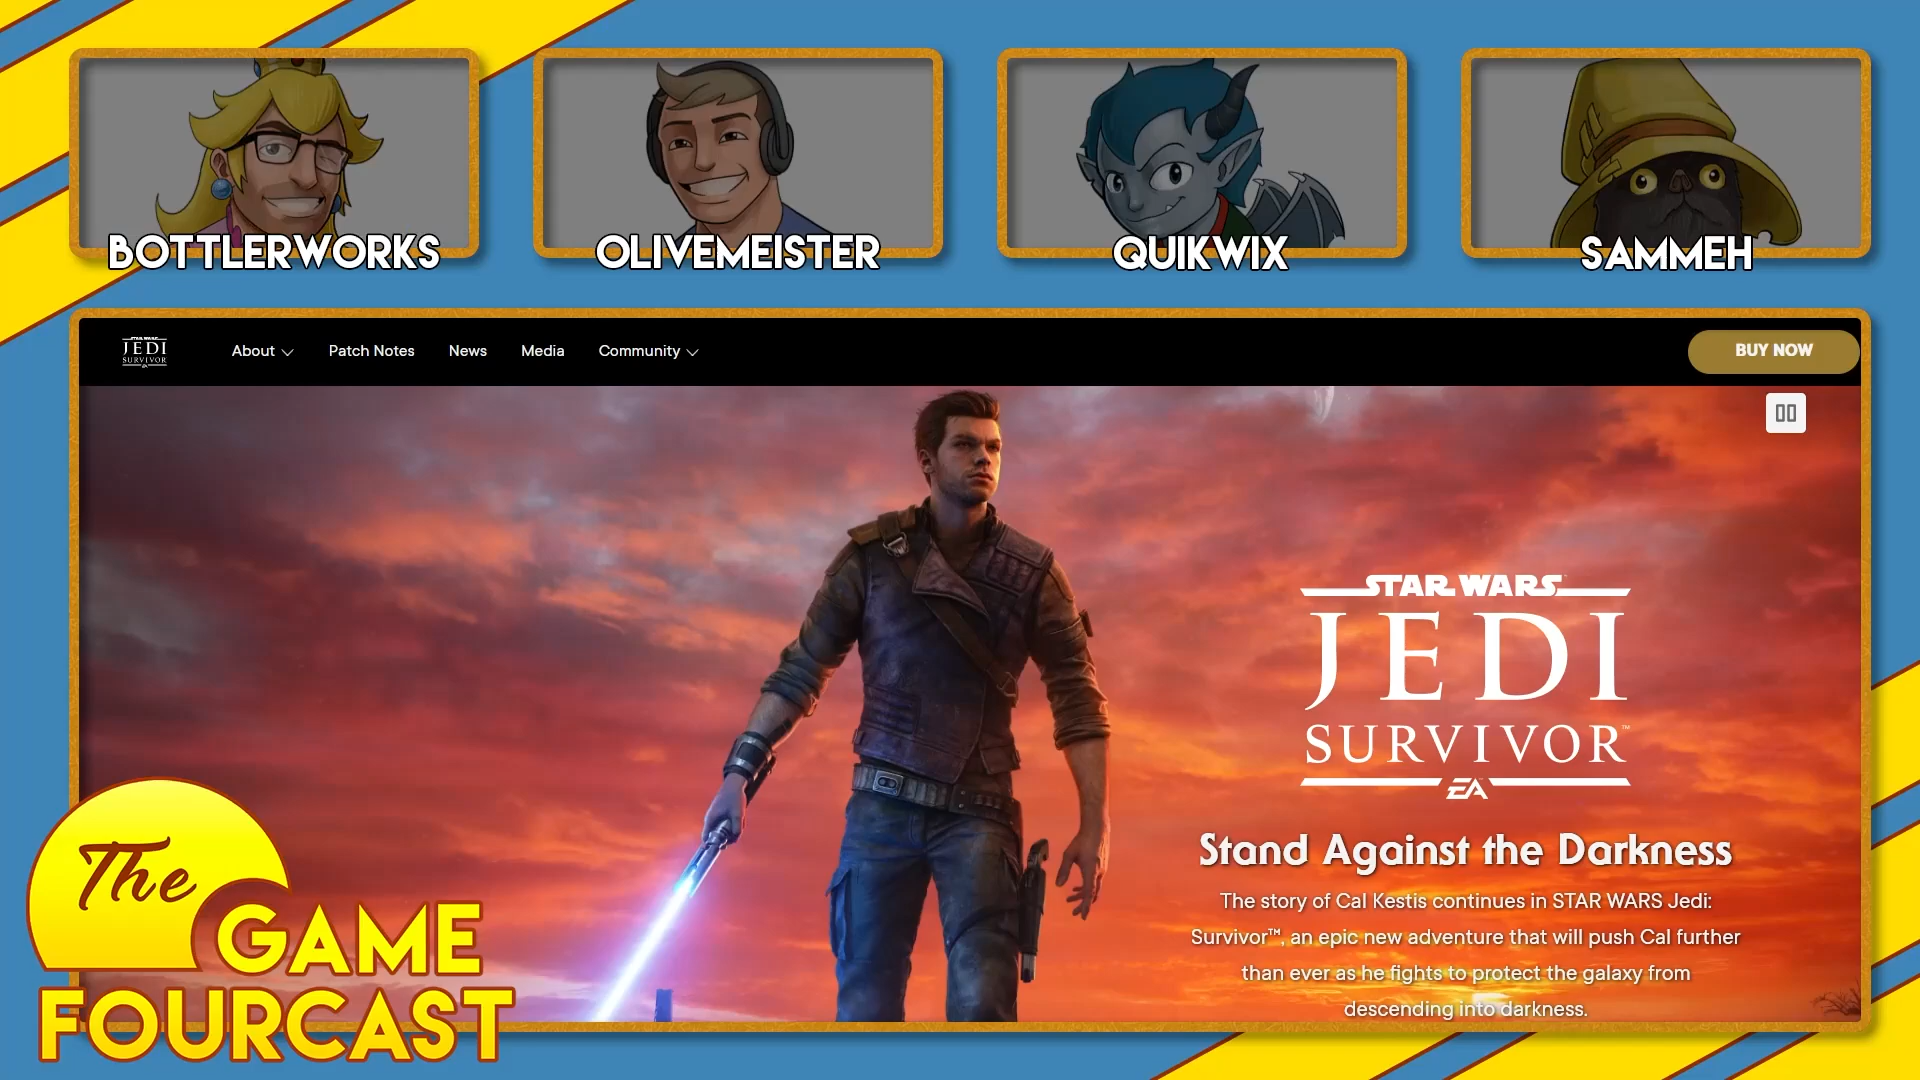 BOTTLERWORKS
OLIVEMEISTER
QUIKWIX
SAMMEH
STAR WARS
JEDI
SURVIVOR
About
Patch Notes
News
Media
Community
BUY NOW
STAR WARS
JEDI
SURVIVOR™
EA
Stand Against the Darkness
The story of Cal Kestis continues in STAR WARS Jedi:
Survivor™, an epic new adventure that will push Cal further
than ever as he fights to protect the galaxy from
descending into darkness.
The
GAME
FOURCAST